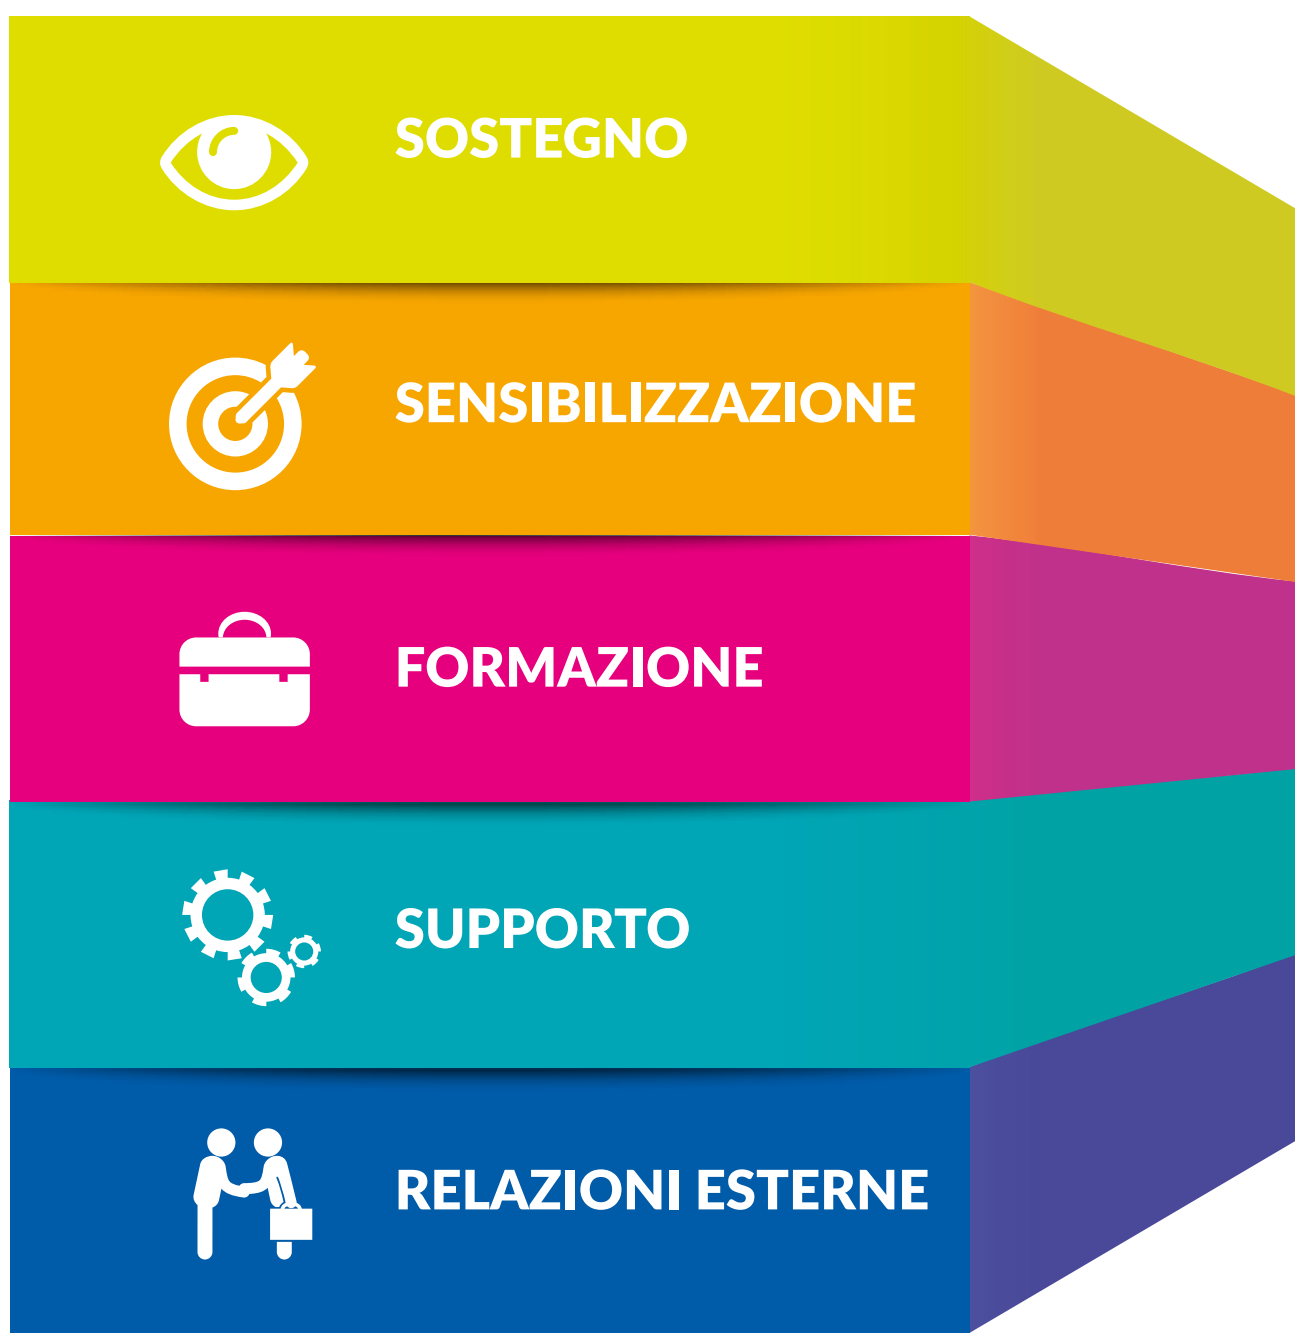 SOSTEGNO
SENSIBILIZZAZIONE
FORMAZIONE
SUPPORTO
RELAZIONI ESTERNE